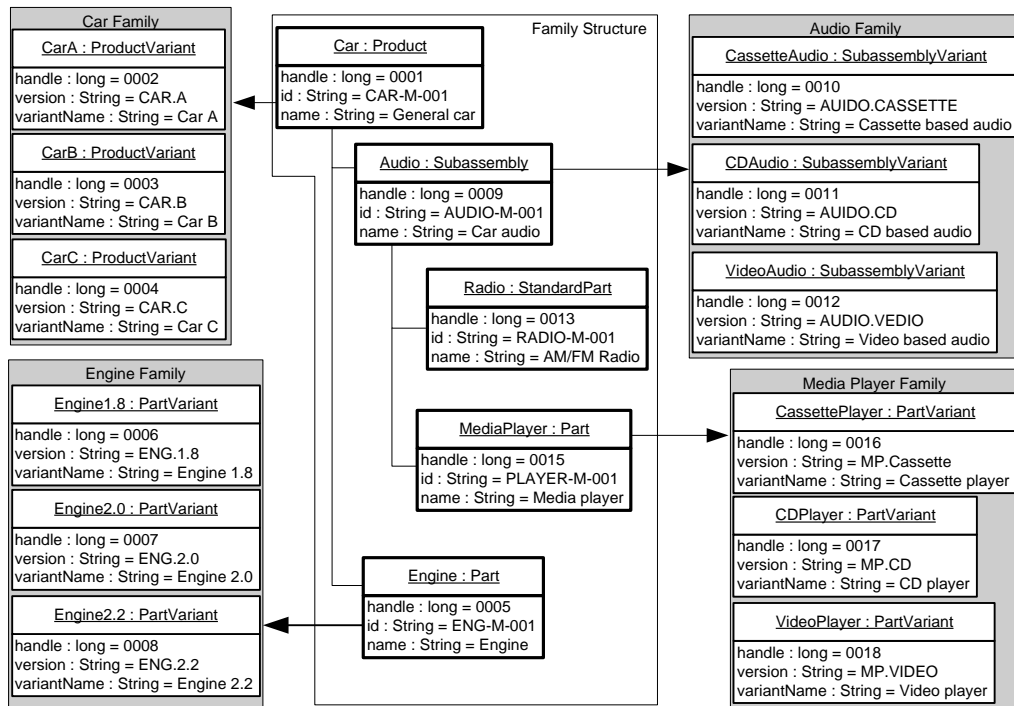 Car Family
CarA : ProductVariant
handle : long = 0002
version : String = CAR.A
variantName : String = Car A
CarB : ProductVariant
handle : long = 0003
version : String = CAR.B
variantName : String = Car B
CarC : ProductVariant
handle : long = 0004
version : String = CAR.C
variantName : String = Car C
Engine Family
Engine1.8 : PartVariant
handle : long = 0006
version : String = ENG.1.8
variantName : String = Engine 1.8
Engine2.0 : PartVariant
handle : long = 0007
version : String = ENG.2.0
variantName : String = Engine 2.0
Engine2.2 : PartVariant
handle : long = 0008
version : String = ENG.2.2
variantName : String = Engine 2.2
Family Structure
Car : Product
handle : long = 0001
id : String = CAR-M-001
name : String = General car
Audio : Subassembly
handle : long = 0009
id : String = AUDIO-M-001
name : String = Car audio
Radio : StandardPart
handle : long = 0013
id : String = RADIO-M-001
name : String = AM/FM Radio
MediaPlayer : Part
handle : long = 0015
id : String = PLAYER-M-001
name : String = Media player
Engine : Part
handle : long = 0005
id : String = ENG-M-001
name : String = Engine
Audio Family
CassetteAudio : SubassemblyVariant
handle : long = 0010
version : String = AUIDO.CASSETTE
variantName : String = Cassette based audio
CDAudio : SubassemblyVariant
handle : long = 0011
version : String = AUIDO.CD
variantName : String = CD based audio
VideoAudio : SubassemblyVariant
handle : long = 0012
version : String = AUDIO.VEDIO
variantName : String = Video based audio
Media Player Family
CassettePlayer : PartVariant
handle : long = 0016
version : String = MP.Cassette
variantName : String = Cassette player
CDPlayer : PartVariant
handle : long = 0017
version : String = MP.CD
variantName : String = CD player
VideoPlayer : PartVariant
handle : long = 0018
version : String = MP.VIDEO
variantName : String = Video player